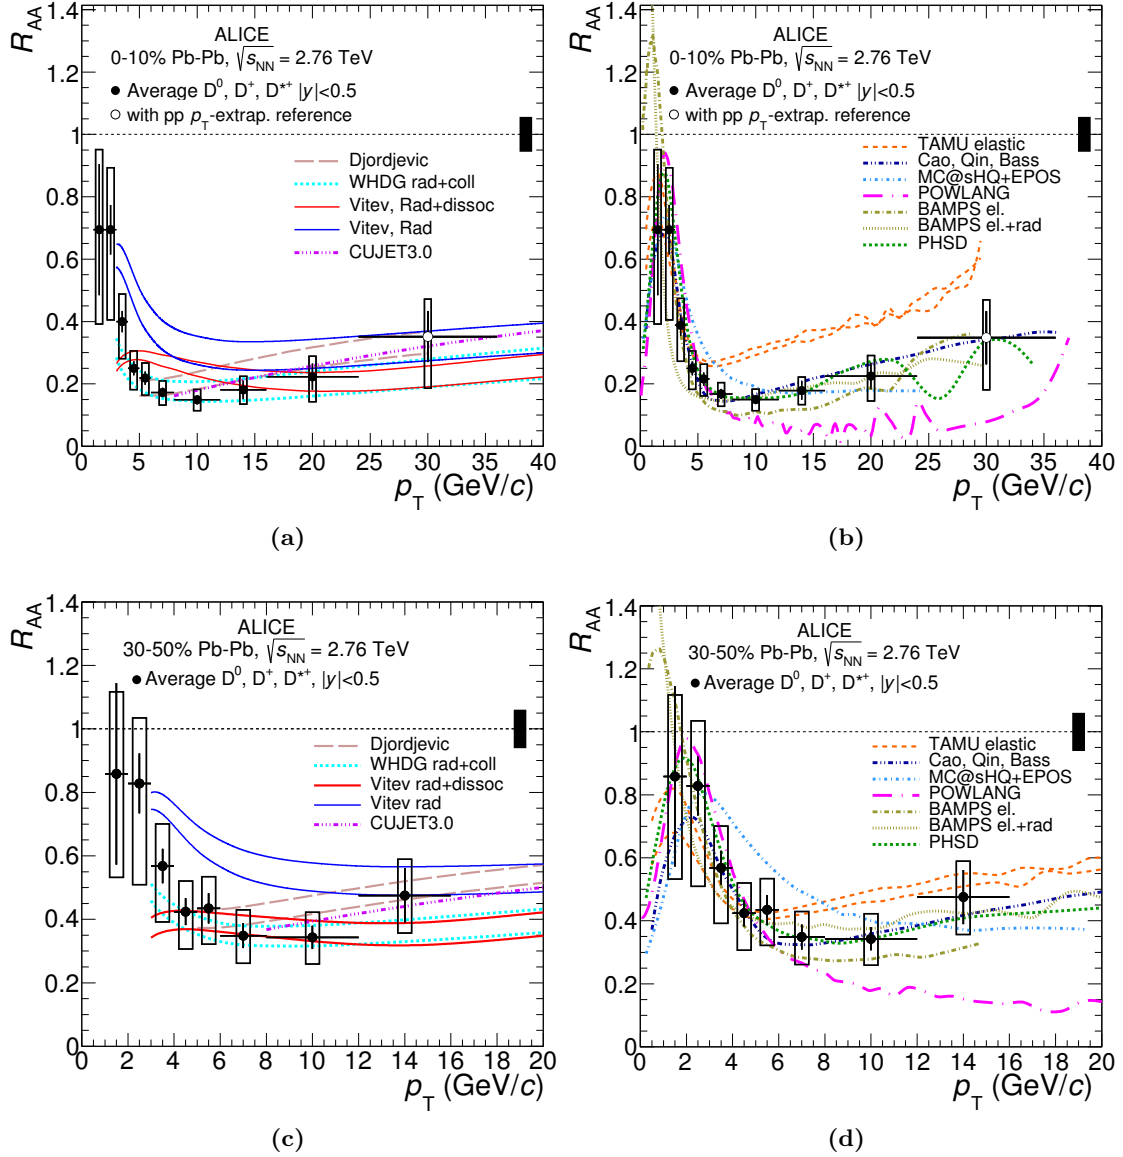 R_AA
ALICE
0-10% Pb-Pb, √s_NN = 2.76 TeV
Average D⁰, D⁺, D*⁺ |y|<0.5
with pp p_T-extrap. reference
Djordjevic
WHDG rad+coll
Vitev, Rad+dissoc
Vitev, Rad
CUJET3.0
1.4
1.2
1
0.8
0.6
0.4
0.2
0
0 5 10 15 20 25 30 35 40
p_T (GeV/c)
(a)
R_AA
ALICE
0-10% Pb-Pb, √s_NN = 2.76 TeV
Average D⁰, D⁺, D*⁺ |y|<0.5
with pp p_T-extrap. reference
TAMU elastic
Cao, Qin, Bass
MC@sHQ+EPOS
POWLANG
BAMPS el.
BAMPS el.+rad
PHSD
1.4
1.2
1
0.8
0.6
0.4
0.2
0
0 5 10 15 20 25 30 35 40
p_T (GeV/c)
(b)
R_AA
ALICE
30-50% Pb-Pb, √s_NN = 2.76 TeV
Average D⁰, D⁺, D*⁺, |y|<0.5
Djordjevic
WHDG rad+coll
Vitev rad+dissoc
Vitev rad
CUJET3.0
1.4
1.2
1
0.8
0.6
0.4
0.2
0
0 2 4 6 8 10 12 14 16 18 20
p_T (GeV/c)
(c)
R_AA
ALICE
30-50% Pb-Pb, √s_NN = 2.76 TeV
Average D⁰, D⁺, D*⁺, |y|<0.5
TAMU elastic
Cao, Qin, Bass
MC@sHQ+EPOS
POWLANG
BAMPS el.
BAMPS el.+rad
PHSD
1.4
1.2
1
0.8
0.6
0.4
0.2
0
0 2 4 6 8 10 12 14 16 18 20
p_T (GeV/c)
(d)